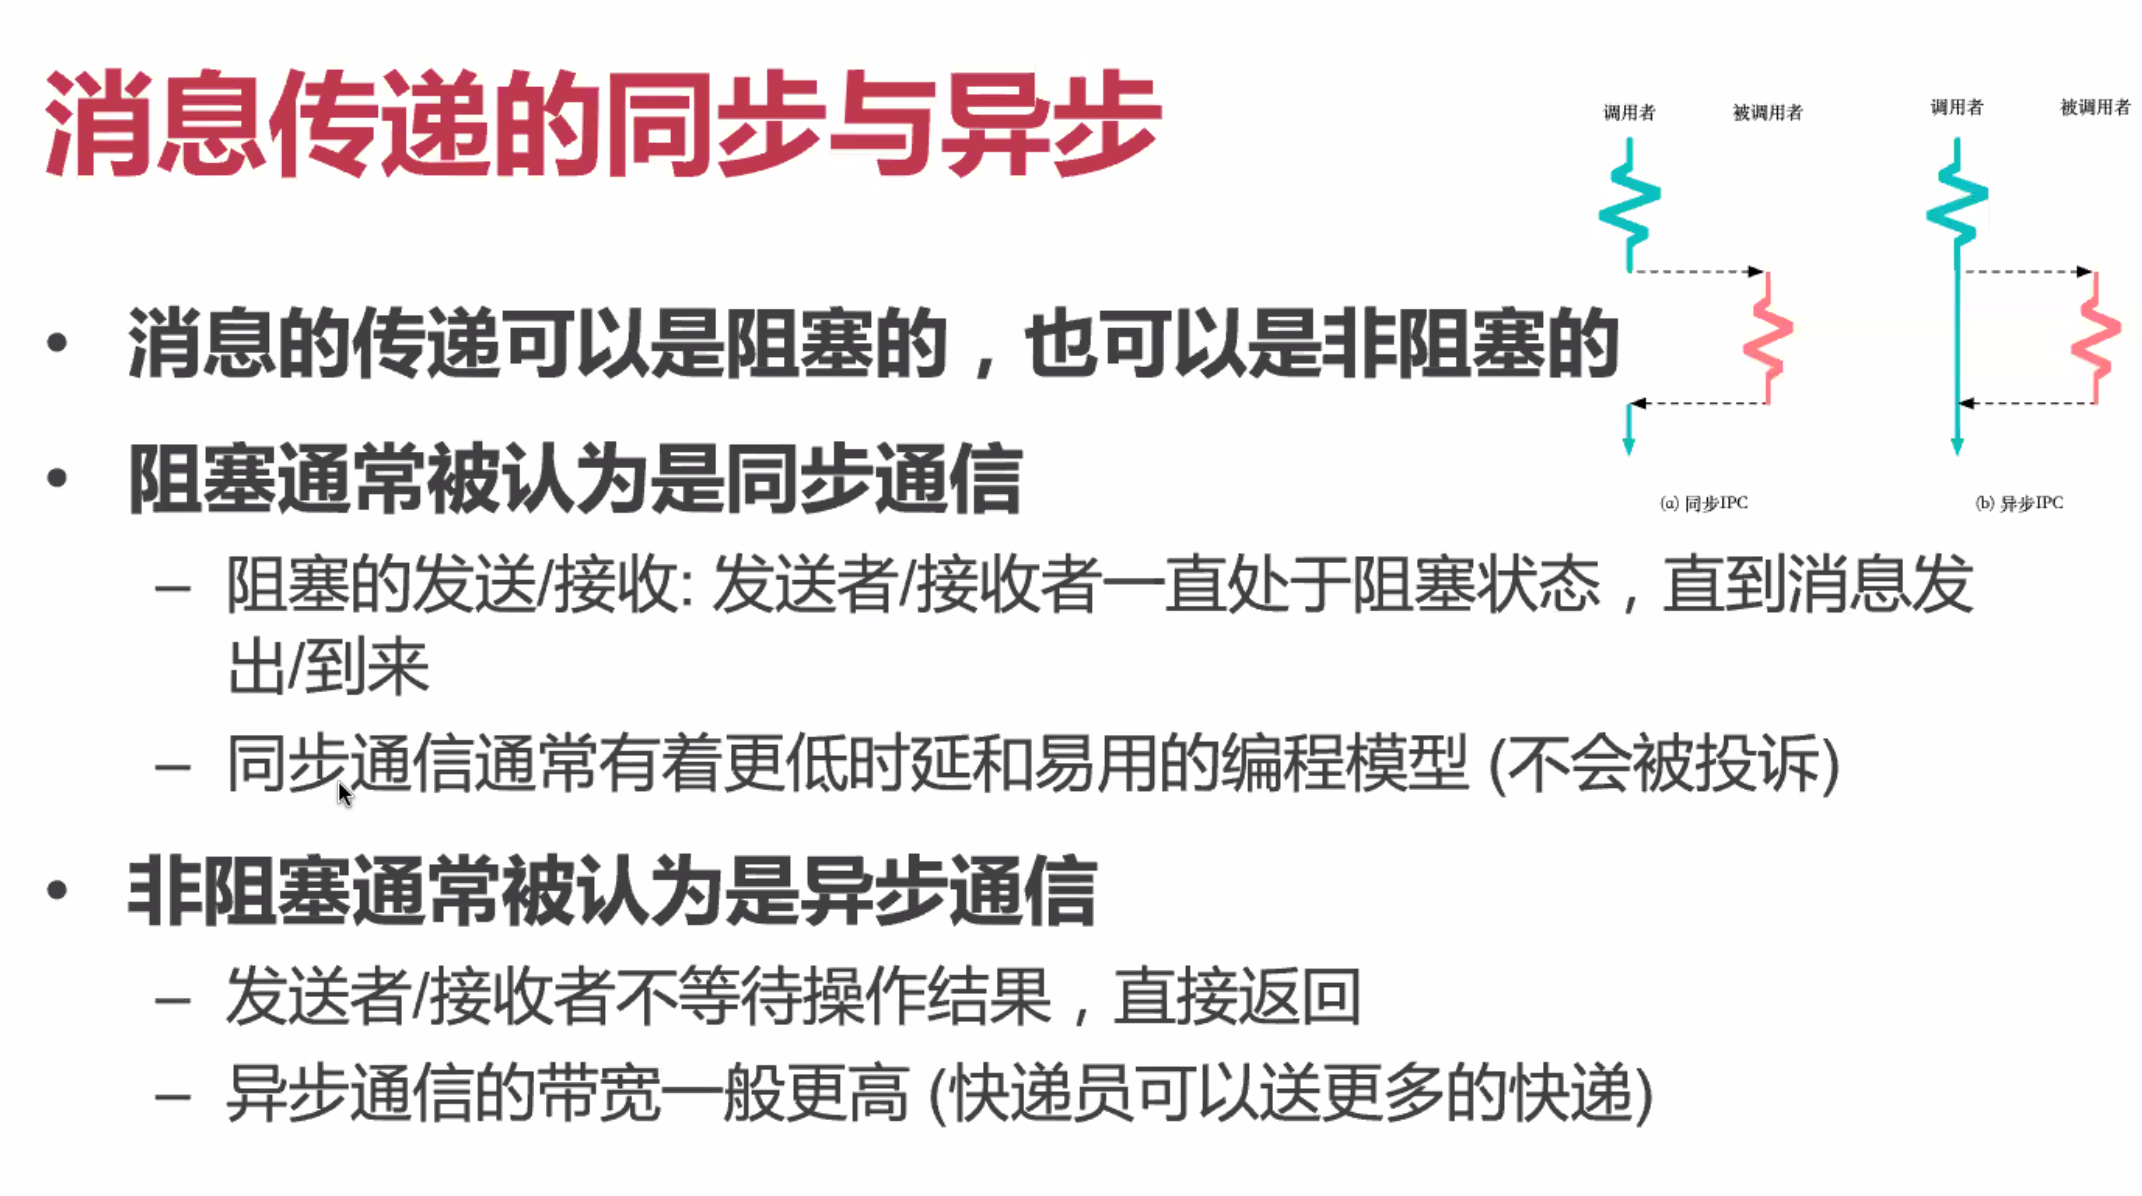 消息传递的同步与异步
调用者 被调用者 调用者 被调用者
• 消息的传递可以是阻塞的，也可以是非阻塞的
• 阻塞通常被认为是同步通信
(a) 同步IPC (b) 异步IPC
– 阻塞的发送/接收: 发送者/接收者一直处于阻塞状态，直到消息发
出/到来
– 同步通信通常有着更低时延和易用的编程模型 (不会被投诉)
• 非阻塞通常被认为是异步通信
– 发送者/接收者不等待操作结果，直接返回
– 异步通信的带宽一般更高 (快递员可以送更多的快递)